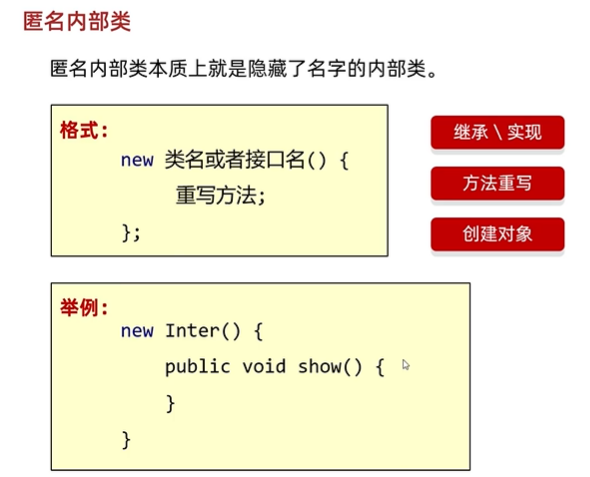 匿名内部类
匿名内部类本质上就是隐藏了名字的内部类。
格式：
new 类名或者接口名() {
重写方法;
};
继承 \ 实现
方法重写
创建对象
举例：
new Inter() {
public void show() {
}
}